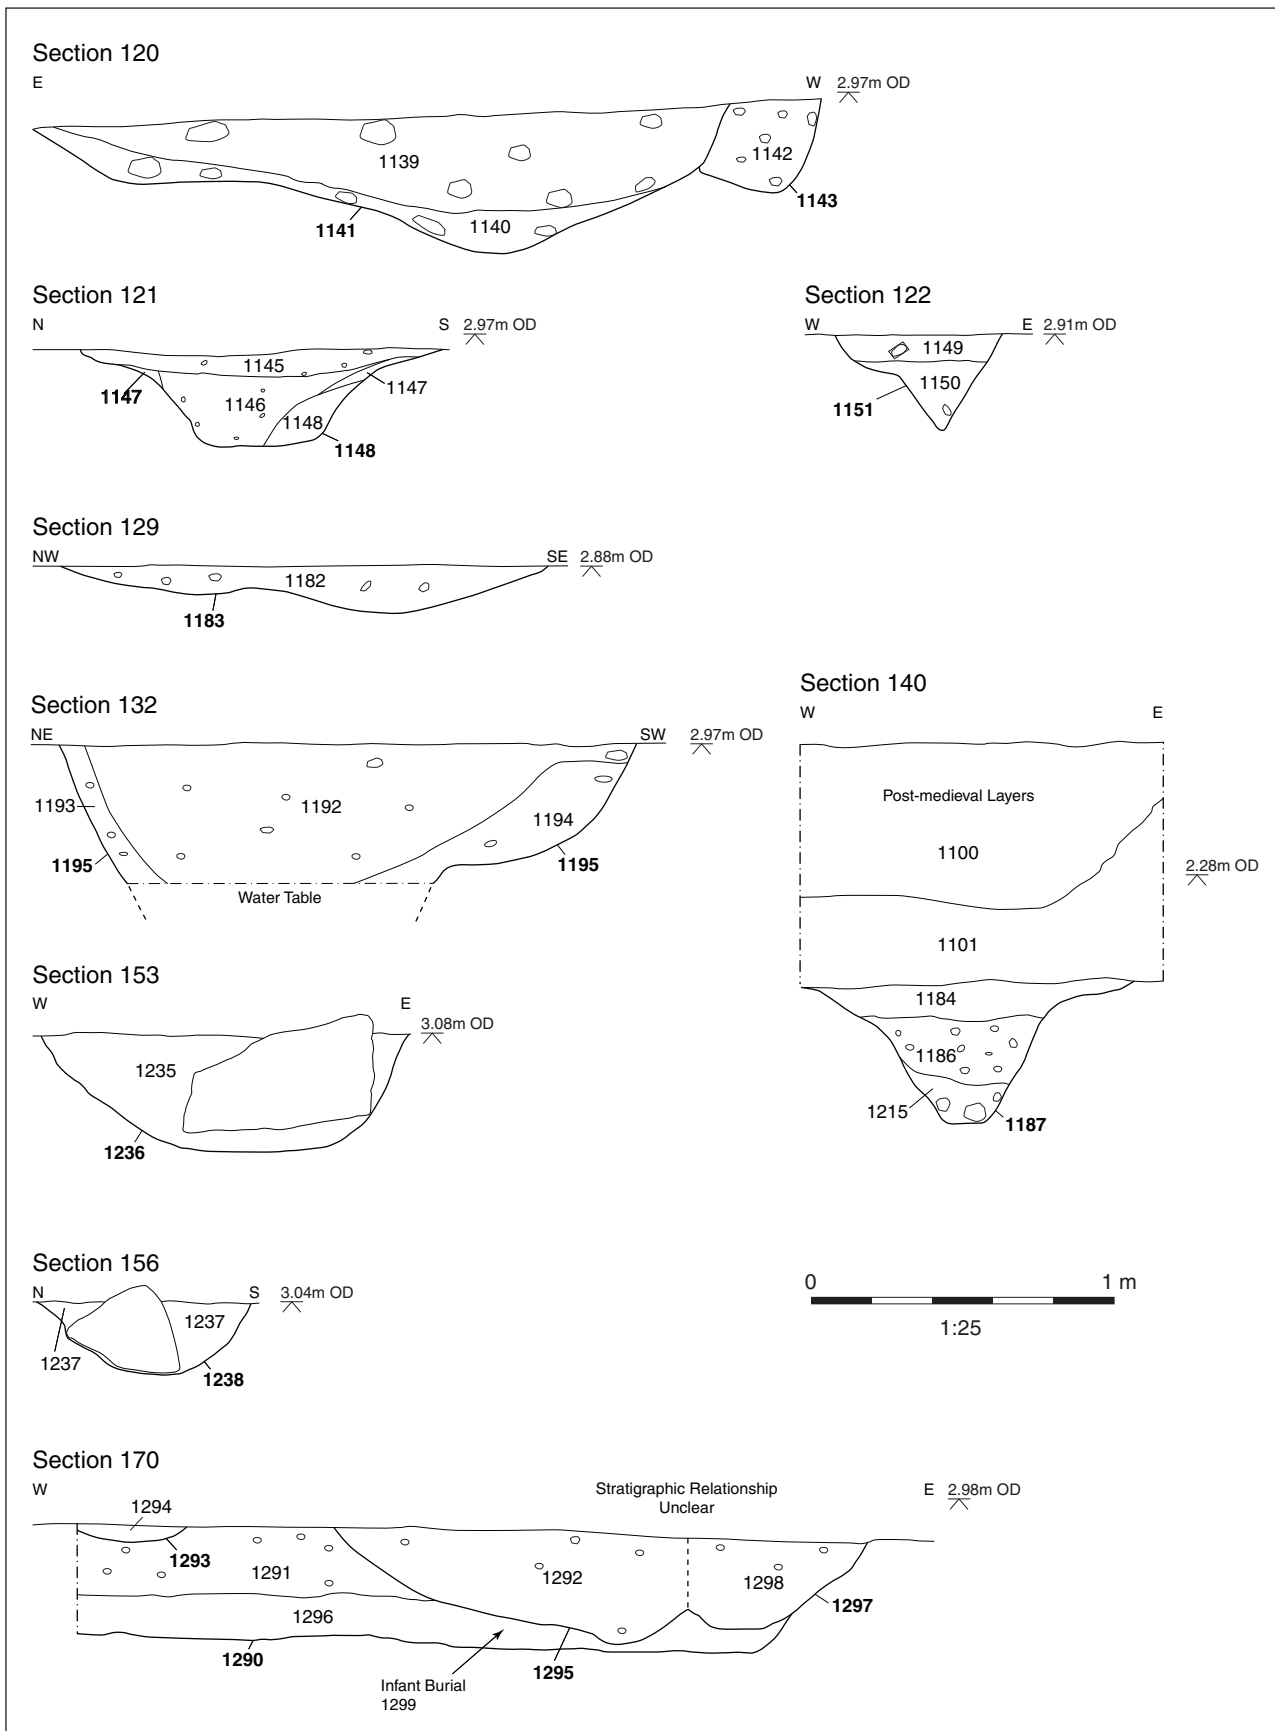 Section 120
E
W 2.97m OD
1139
1142
1143
1141
1140
Section 121
N
S 2.97m OD
1145
1147
1147
1146
1148
1148
Section 122
W
E 2.91m OD
1149
1150
1151
Section 129
NW
SE 2.88m OD
1182
1183
Section 132
NE
SW 2.97m OD
1193
1192
1194
1195
1195
Water Table
Section 140
W
E
Post-medieval Layers
1100
2.28m OD
1101
1184
1186
1215
1187
Section 153
W
E
3.08m OD
1235
1236
Section 156
N
S 3.04m OD
1237
1237
1238
0
1 m
1:25
Section 170
W
Stratigraphic Relationship
Unclear
E 2.98m OD
1294
1293
1291
1292
1298
1297
1296
1290
1295
Infant Burial
1299